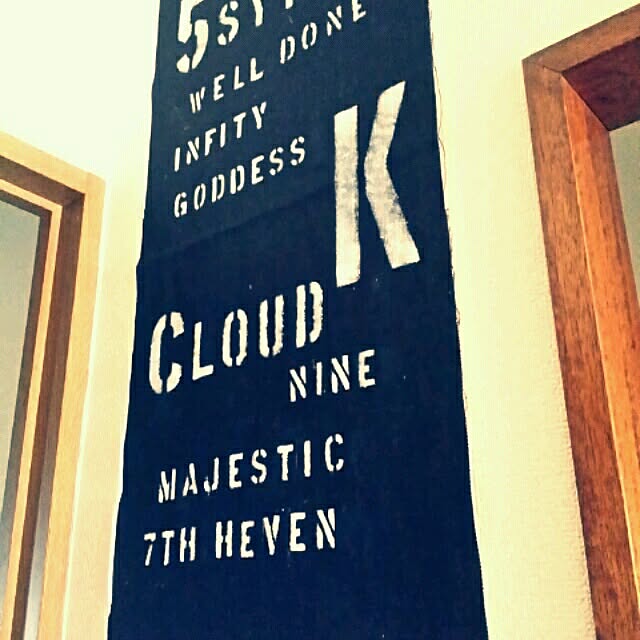 WELL DONE
INFITY
GODDESS
K
CLOUD
NINE
MAJESTIC
7TH HEVEN